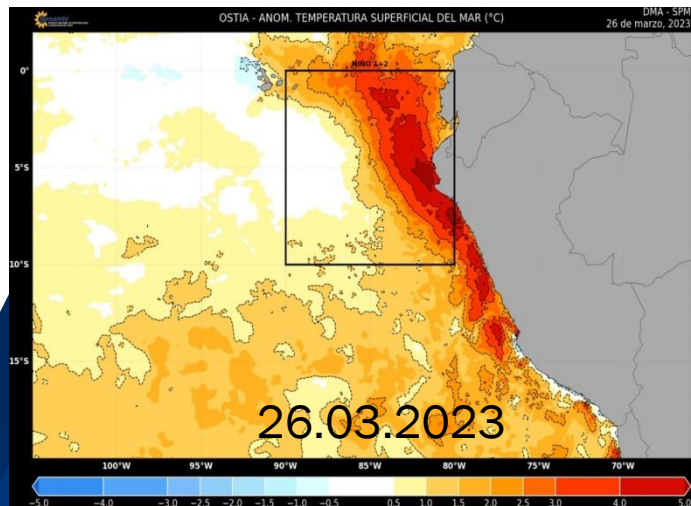 senamhi
OSTIA - ANOM. TEMPERATURA SUPERFICIAL DEL MAR (°C)
DMA - SPM
26 de marzo, 2023
NINO 1+2
0°
5°S
10°S
15°S
26.03.2023
100°W 95°W 90°W 85°W 80°W 75°W 70°W
−5.0 −4.0 −3.0 −2.5 −2.0 −1.5 −1.0 −0.5 0.5 1.0 1.5 2.0 2.5 3.0 4.0 5.0